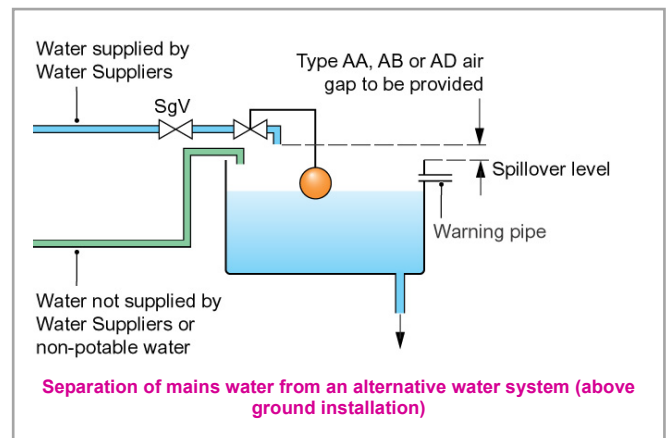 Water supplied by
Water Suppliers
Type AA, AB or AD air
gap to be provided
SgV
Spillover level
Warning pipe
Water not supplied by
Water Suppliers or
non-potable water
Separation of mains water from an alternative water system (above
ground installation)